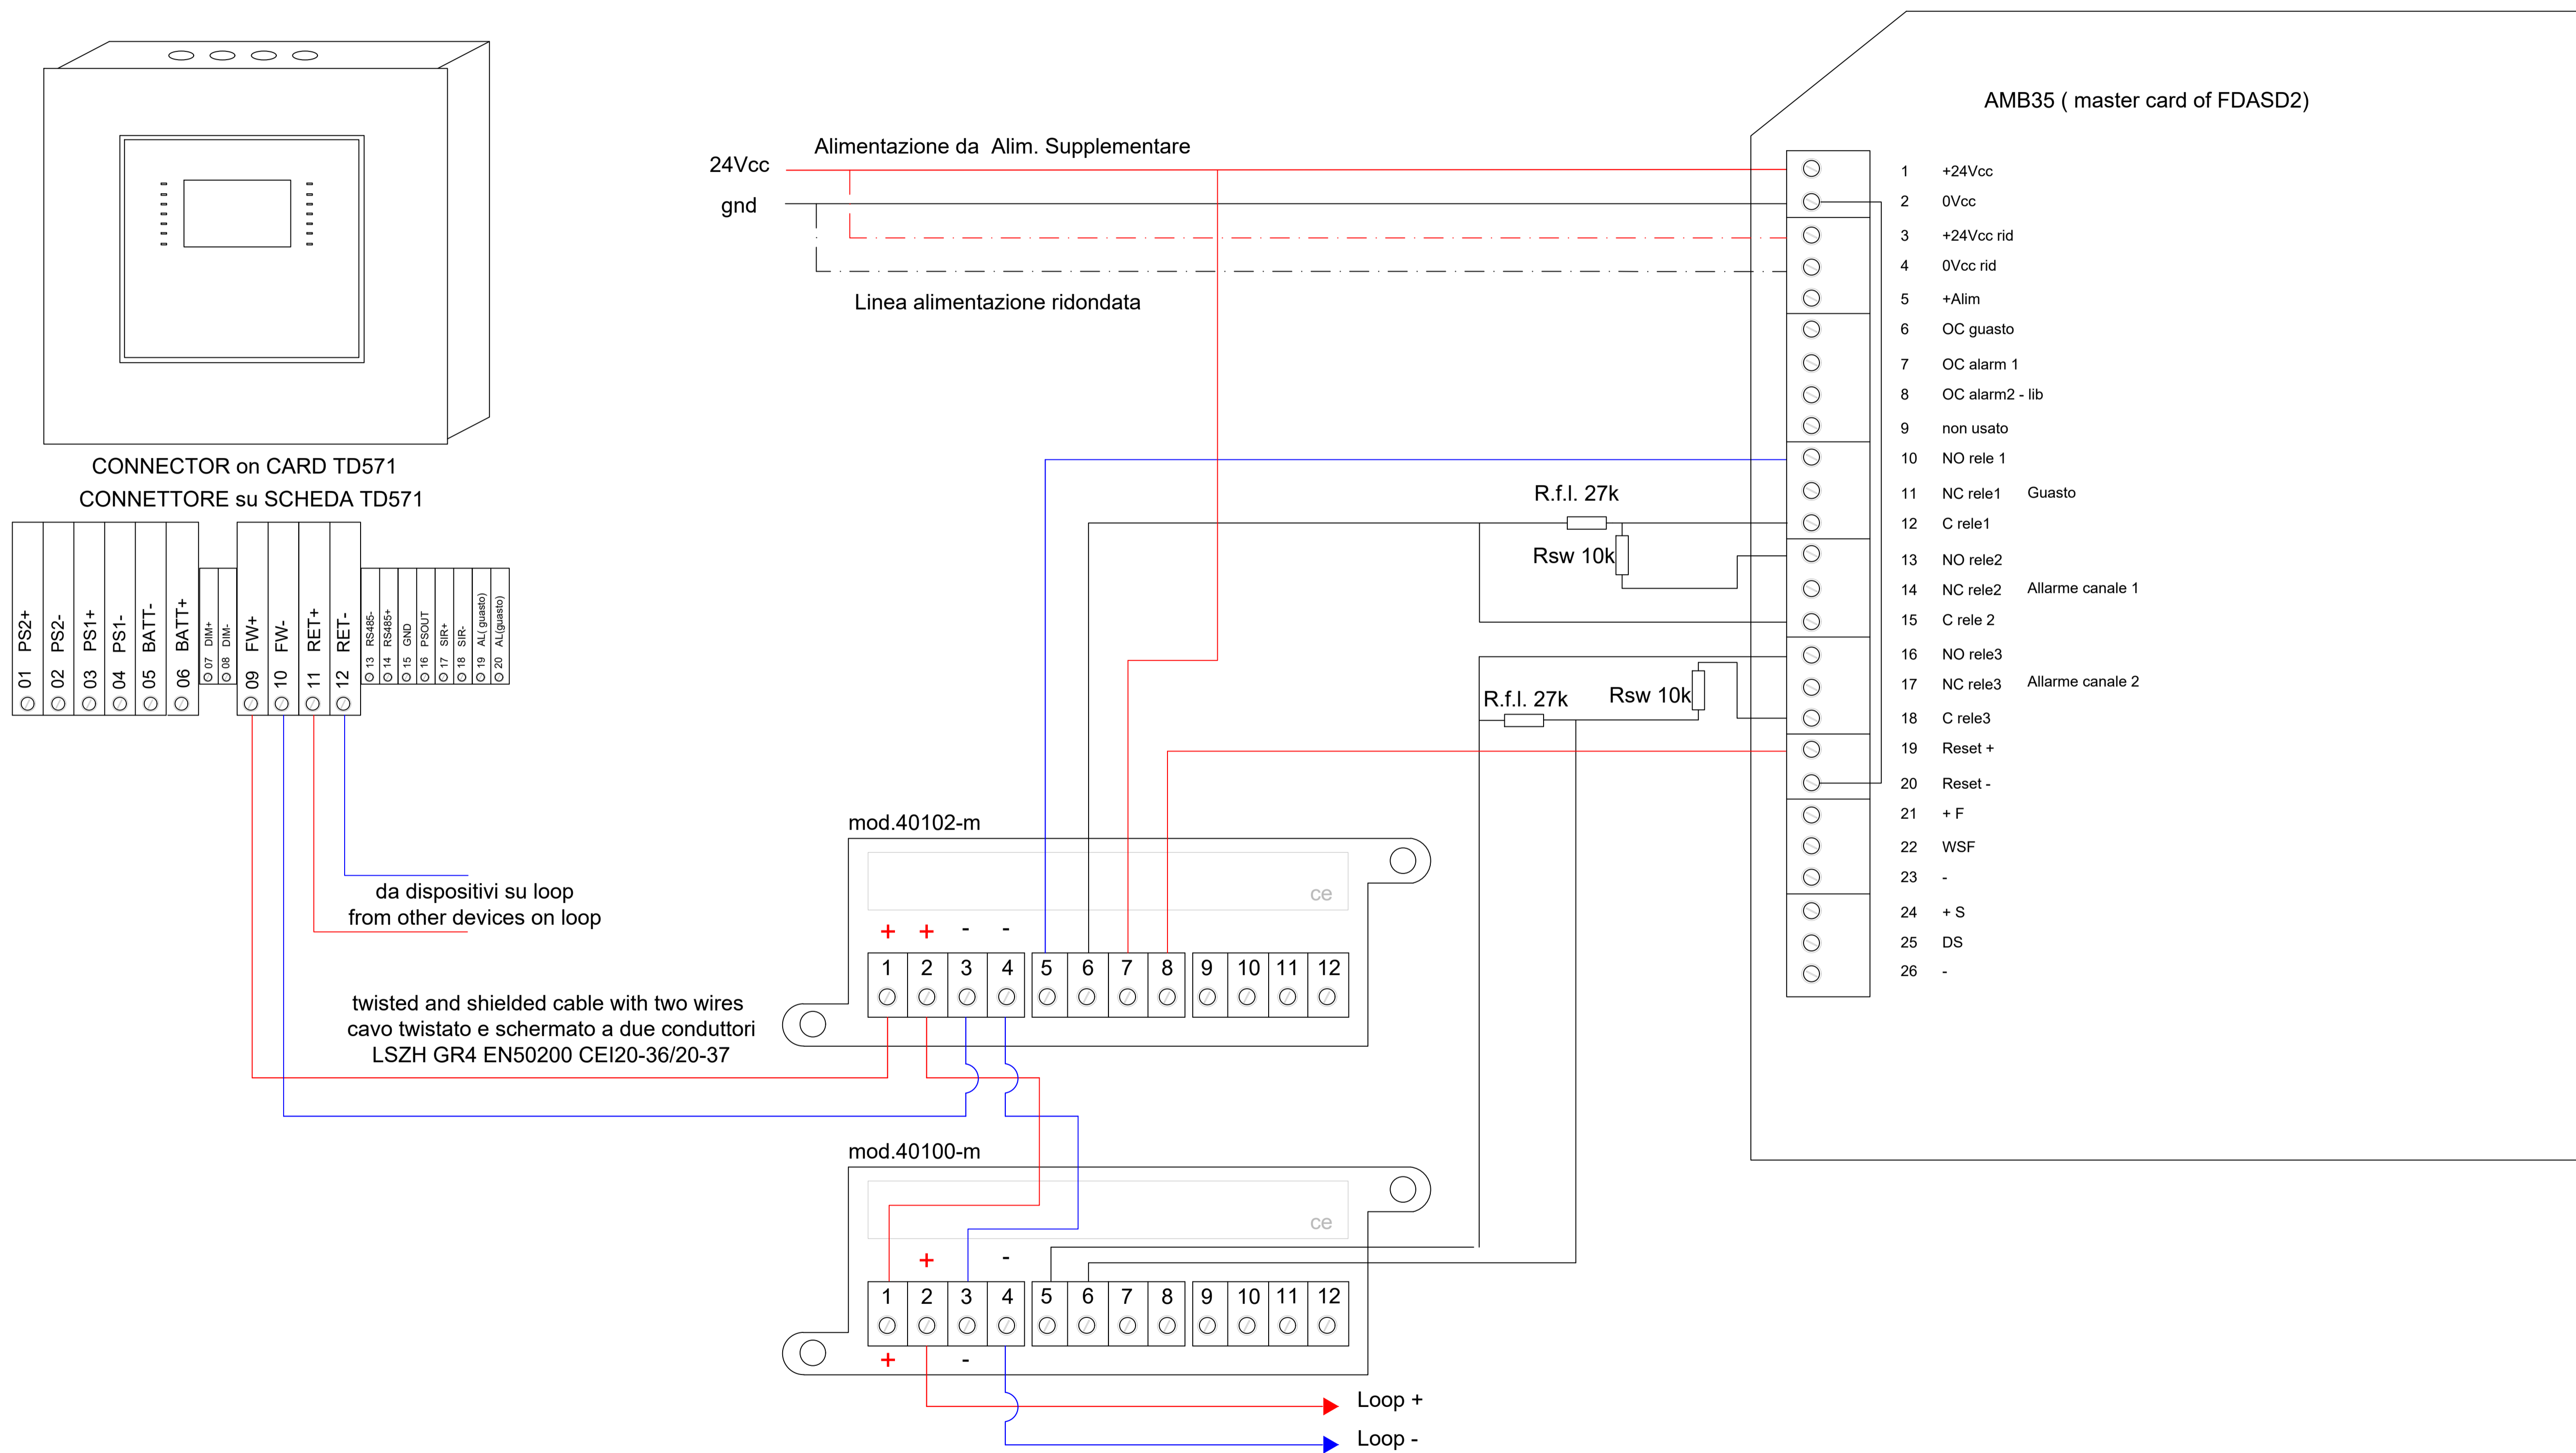 AMB35 ( master card of FDASD2)
Alimentazione da  Alim. Supplementare
24Vcc
gnd
Linea alimentazione ridondata
1 +24Vcc
2 0Vcc
3 +24Vcc rid
4 0Vcc rid
5 +Alim
6 OC guasto
7 OC alarm 1
8 OC alarm2 - lib
9 non usato
10 NO rele 1
11 NC rele1 Guasto
12 C rele1
13 NO rele2
14 NC rele2 Allarme canale 1
15 C rele 2
16 NO rele3
17 NC rele3 Allarme canale 2
18 C rele3
19 Reset +
20 Reset -
21 + F
22 WSF
23 -
24 + S
25 DS
26 -
CONNECTOR on CARD TD571
CONNETTORE su SCHEDA TD571
01 PS2+
02 PS2-
03 PS1+
04 PS1-
05 BATT-
06 BATT+
07 DIM+
08 DIM-
09 FW+
10 FW-
11 RET+
12 RET-
13 RS485-
14 RS485+
15 GND
16 PSOUT
17 SIR+
18 SIR-
19 AL( guasto)
20 AL(guasto)
R.f.l. 27k
Rsw 10k
R.f.l. 27k
Rsw 10k
da dispositivi su loop
from other devices on loop
twisted and shielded cable with two wires
cavo twistato e schermato a due conduttori
LSZH GR4 EN50200 CEI20-36/20-37
mod.40102-m
ce
+ + - -
1 2 3 4 5 6 7 8 9 10 11 12
mod.40100-m
ce
+ -
1 2 3 4 5 6 7 8 9 10 11 12
+ -
Loop +
Loop -